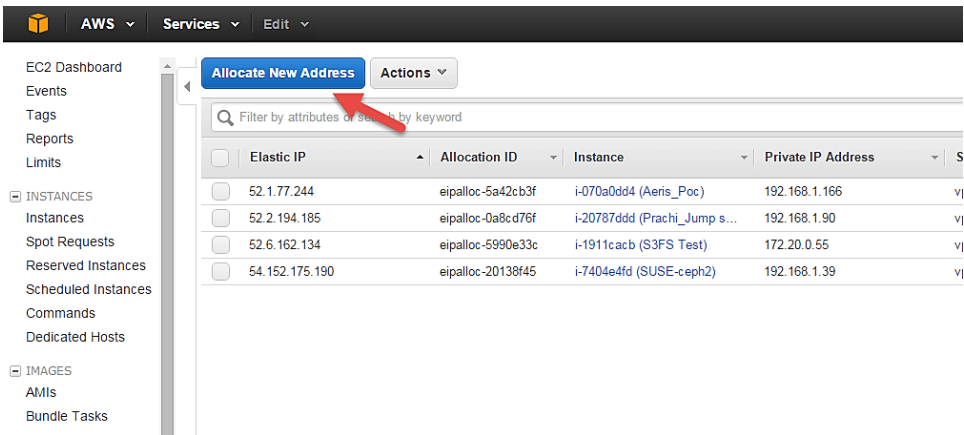 AWS Services Edit
EC2 Dashboard
Events
Tags
Reports
Limits
INSTANCES
Instances
Spot Requests
Reserved Instances
Scheduled Instances
Commands
Dedicated Hosts
IMAGES
AMIs
Bundle Tasks
Allocate New Address Actions
Filter by attributes or search by keyword
Elastic IP Allocation ID Instance Private IP Address S
52.1.77.244 eipalloc-5a42cb3f i-070a0dd4 (Aeris_Poc) 192.168.1.166 vp
52.2.194.185 eipalloc-0a8cd76f i-20787ddd (Prachi_Jump s... 192.168.1.90 vp
52.6.162.134 eipalloc-5990e33c i-1911cacb (S3FS Test) 172.20.0.55 vp
54.152.175.190 eipalloc-20138f45 i-7404e4fd (SUSE-ceph2) 192.168.1.39 vp